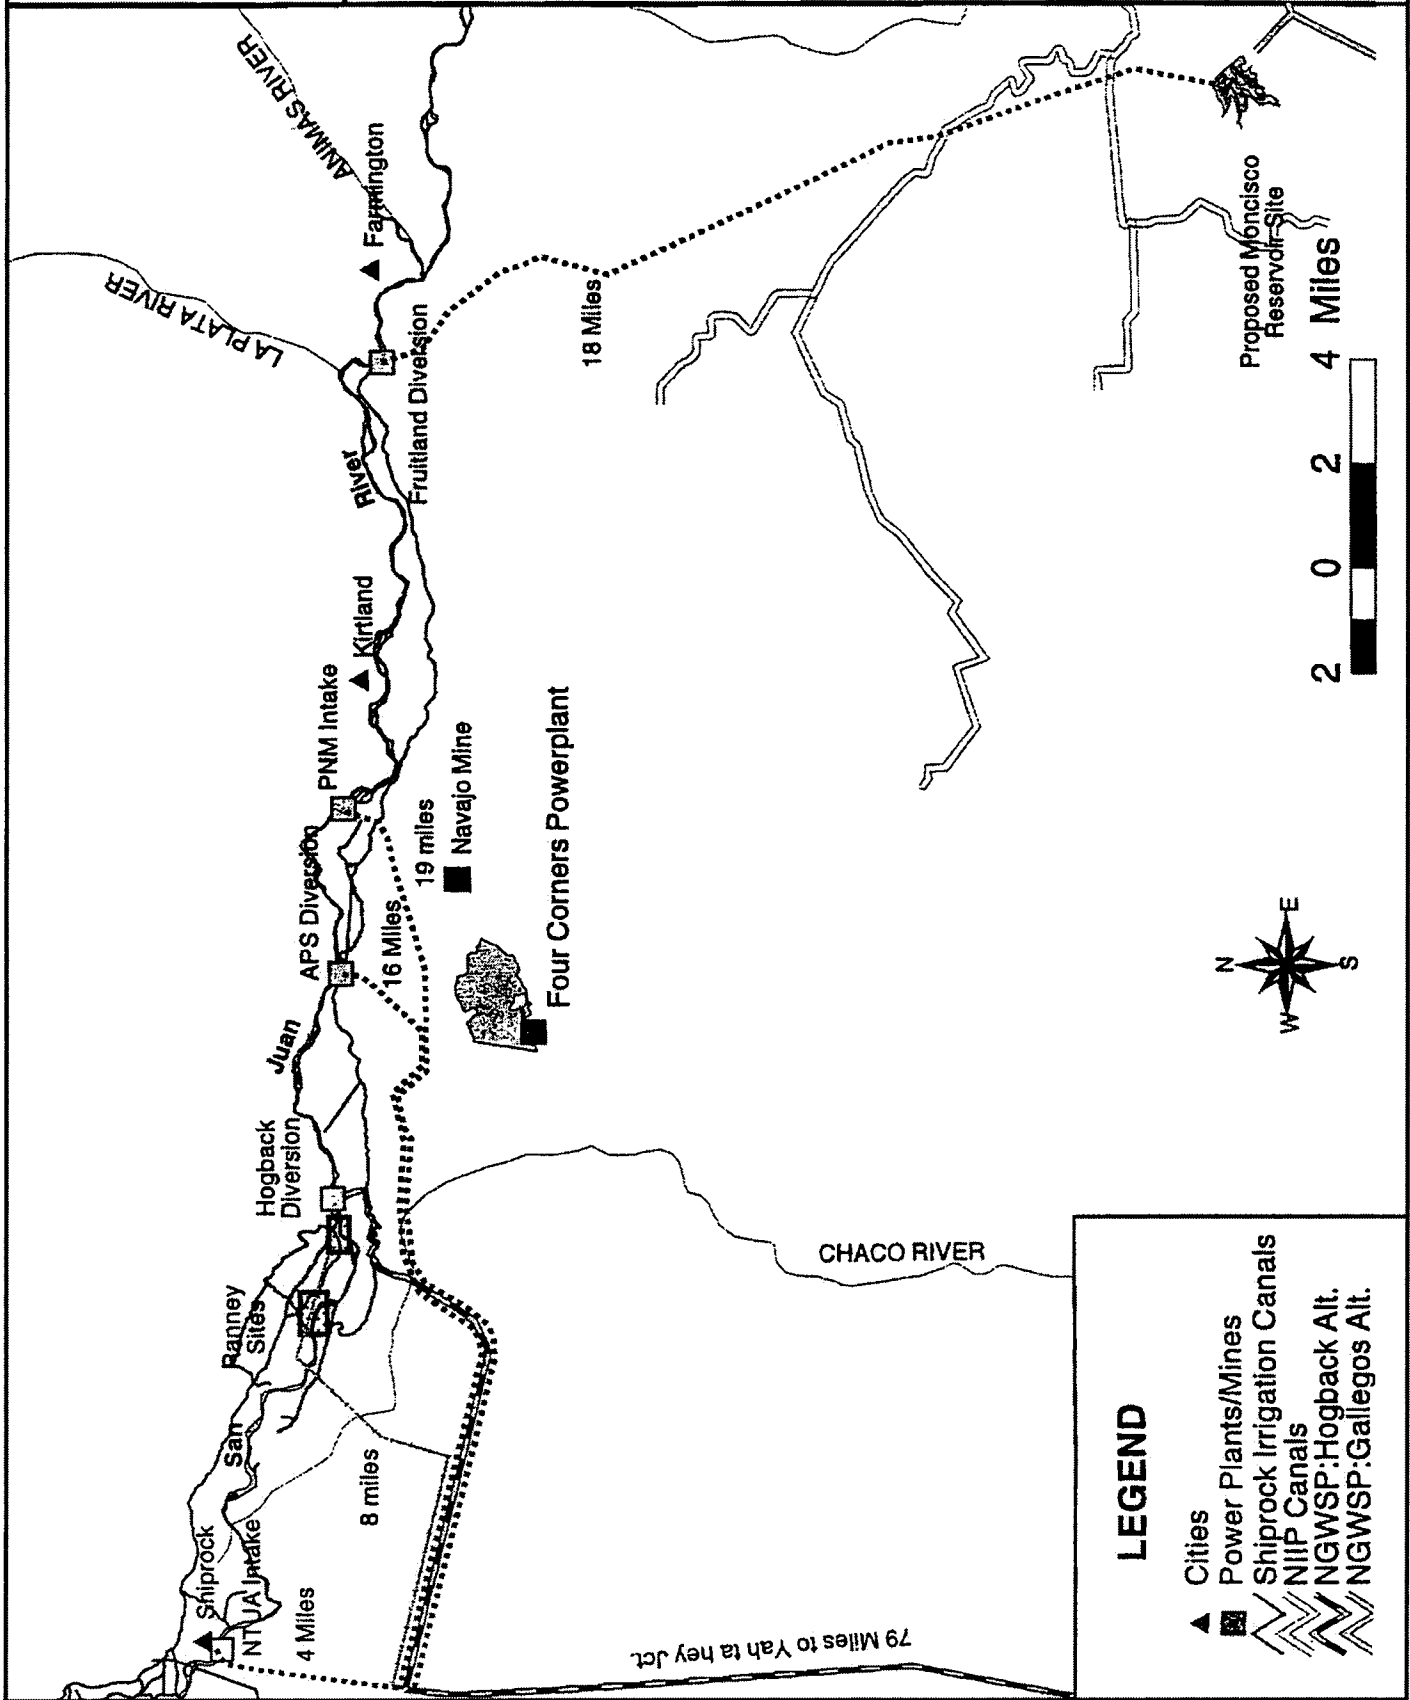 ANIMAS RIVER
LA PLATA RIVER
Farmington
Fruitland Diversion
River
18 Miles
Proposed Moncisco
Reservoir Site
Kirtland
PNM Intake
APS Diversion
19 miles
Navajo Mine
16 Miles
Four Corners Powerplant
Juan
Hogback
Diversion
Ranney
Sites
San
CHACO RIVER
8 miles
Shiprock
NTUA Intake
4 Miles
79 Miles to Yah ta hey Jct.
N
W
E
S
2 0 2 4 Miles
LEGEND
Cities
Power Plants/Mines
Shiprock Irrigation Canals
NIIP Canals
NGWSP:Hogback Alt.
NGWSP:Gallegos Alt.